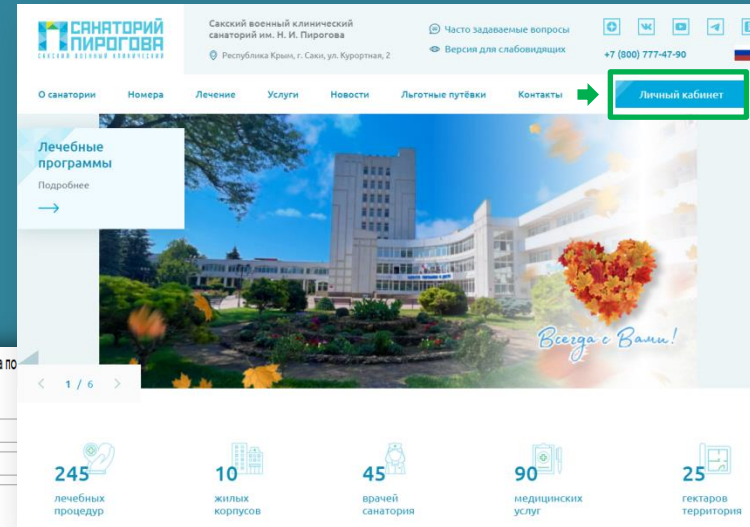 САНАТОРИЙ
ПИРОГОВА
САКСКИЙ ВОЕННЫЙ КЛИНИЧЕСКИЙ
Сакский военный клинический
санаторий им. Н. И. Пирогова
Республика Крым, г. Саки, ул. Курортная, 2
Часто задаваемые вопросы
Версия для слабовидящих
+7 (800) 777-47-90
О санатории Номера Лечение Услуги Новости Льготные путёвки Контакты Личный кабинет
Лечебные
программы
Подробнее
Всегда с Вами!
а по
1 / 6
245 10 45 90 25
лечебных жилых врачей медицинских гектаров
процедур корпусов санатория услуг территория